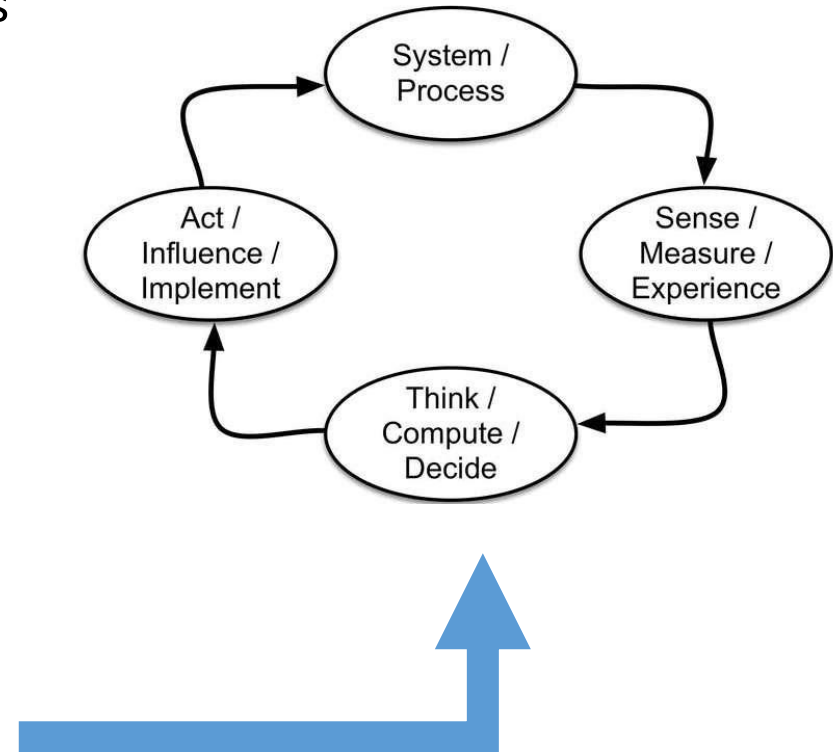 s
System /
Process
Act /
Influence /
Implement
Sense /
Measure /
Experience
Think /
Compute /
Decide